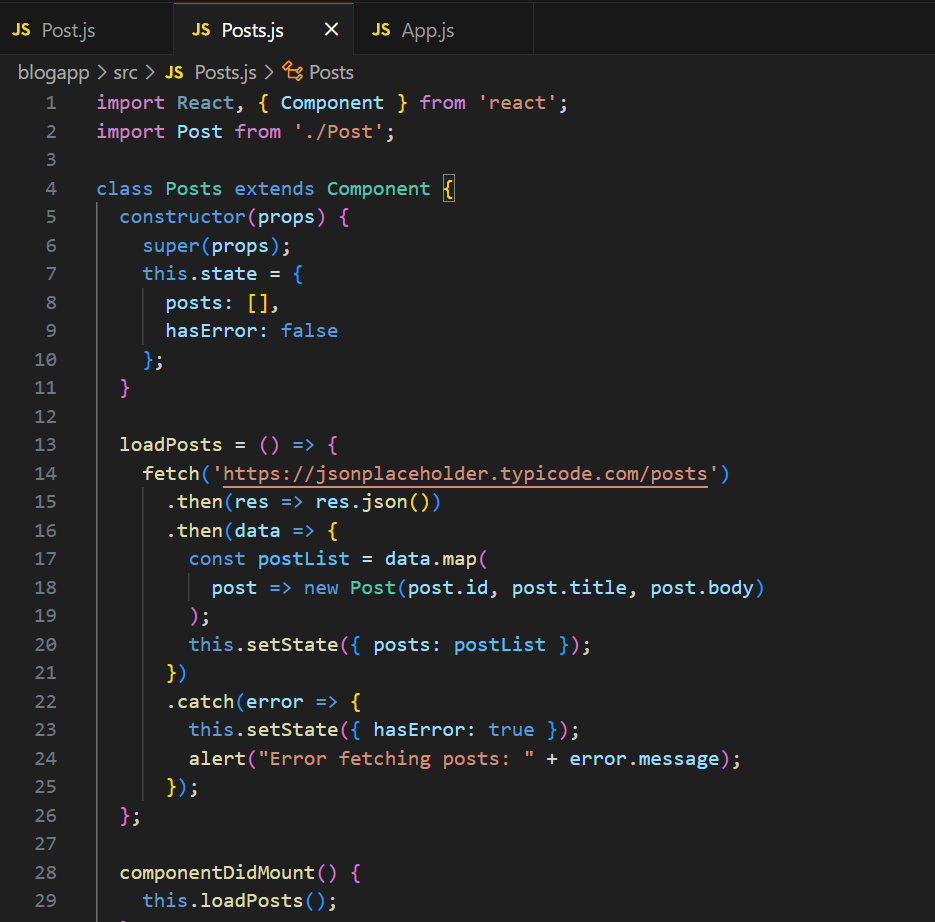 JS Post.js JS Posts.js × JS App.js
blogapp > src > JS Posts.js > Posts
1 import React, { Component } from 'react';
2 import Post from './Post';
3
4 class Posts extends Component {
5   constructor(props) {
6     super(props);
7     this.state = {
8       posts: [],
9       hasError: false
10     };
11   }
12
13   loadPosts = () => {
14     fetch('https://jsonplaceholder.typicode.com/posts')
15       .then(res => res.json())
16       .then(data => {
17         const postList = data.map(
18           post => new Post(post.id, post.title, post.body)
19         );
20         this.setState({ posts: postList });
21       })
22       .catch(error => {
23         this.setState({ hasError: true });
24         alert("Error fetching posts: " + error.message);
25       });
26   };
27
28   componentDidMount() {
29     this.loadPosts();